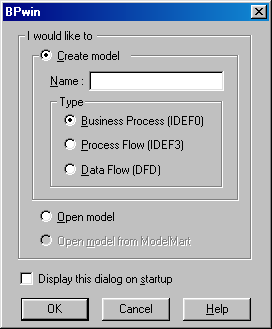 BPwin
I would like to
Create model
Name :
Type
Business Process (IDEF0)
Process Flow (IDEF3)
Data Flow (DFD)
Open model
Open model from ModelMart
Display this dialog on startup
OK Cancel Help